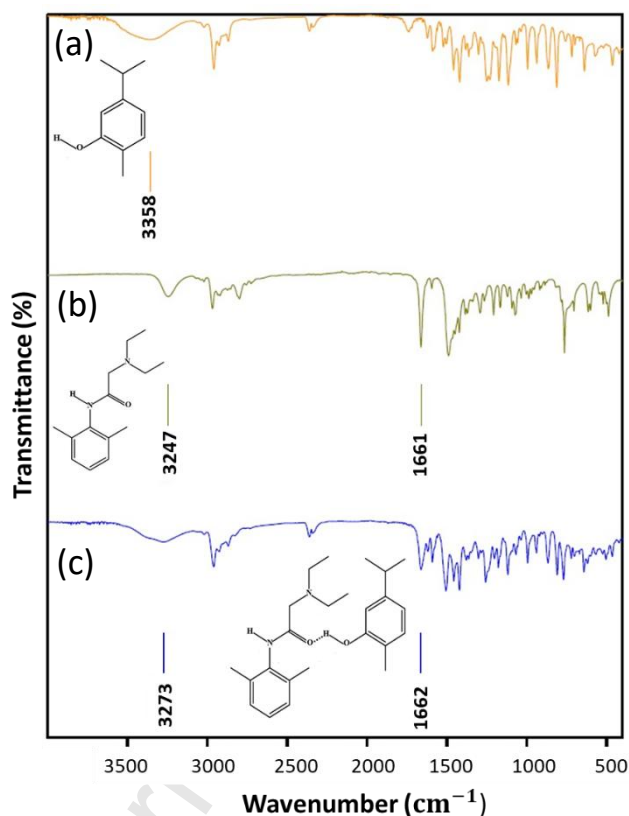 (a)
H
O
3358
(b)
N
H
N
O
3247
1661
(c)
N
H
N
O
H
O
3273
1662
Transmittance (%)
3500 3000 2500 2000 1500 1000 500
Wavenumber (cm⁻¹)